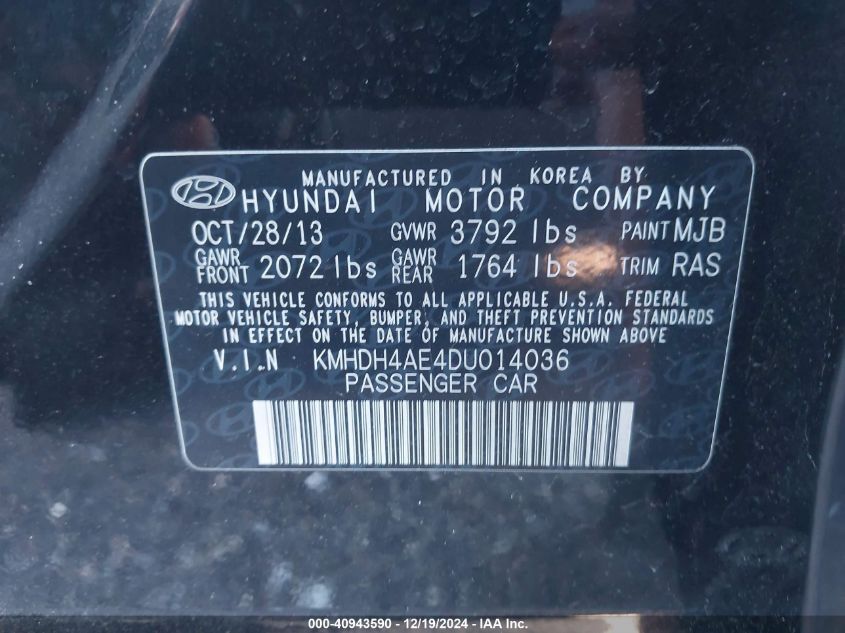 MANUFACTURED IN KOREA BY
HYUNDAI MOTOR COMPANY
OCT/28/13 GVWR 3792 lbs PAINT MJB
GAWR FRONT 2072 lbs GAWR REAR 1764 lbs TRIM RAS
THIS VEHICLE CONFORMS TO ALL APPLICABLE U.S.A. FEDERAL
MOTOR VEHICLE SAFETY, BUMPER, AND THEFT PREVENTION STANDARDS
IN EFFECT ON THE DATE OF MANUFACTURE SHOWN ABOVE
V.I.N KMHDH4AE4DU014036
PASSENGER CAR
000-40943590 - 12/19/2024 - IAA Inc.